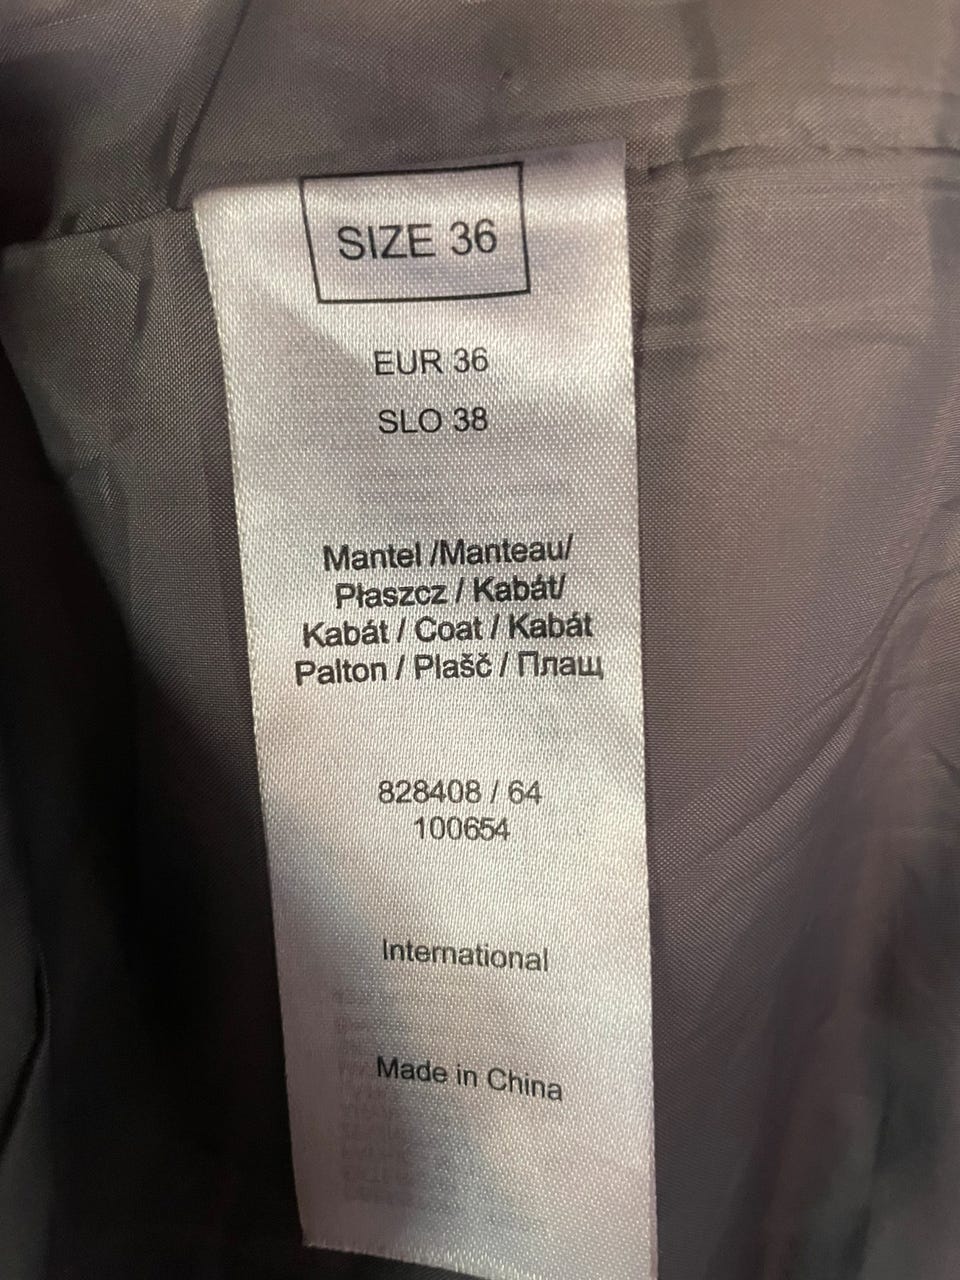 SIZE 36
EUR 36
SLO 38
Mantel /Manteau/
Płaszcz / Kabát/
Kabát / Coat / Kabát
Palton / Plašč / Плащ
828408 / 64
100654
International
Made in China